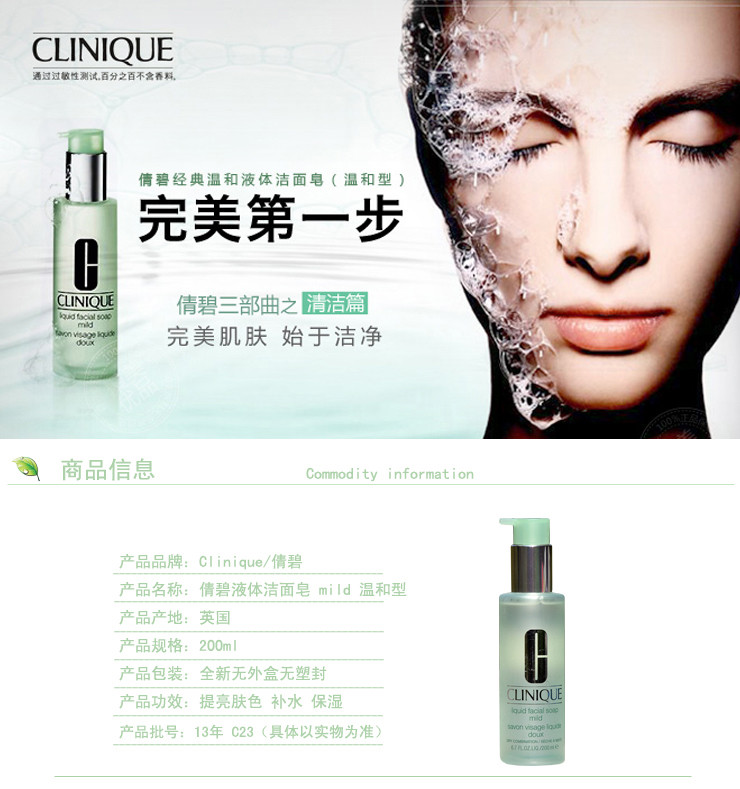 CLINIQUE
通过过敏性测试,百分之百不含香料。
倩碧经典温和液体洁面皂（温和型）
完美第一步
倩碧三部曲之 清洁篇
完美肌肤 始于洁净
CLINIQUE
liquid facial soap
mild
savon visage liquide
doux
商品信息 Commodity information
产品品牌：Clinique/倩碧
产品名称：倩碧液体洁面皂 mild 温和型
产品产地：英国
产品规格：200ml
产品包装：全新无外盒无塑封
产品功效：提亮肤色 补水 保湿
产品批号：13年 C23（具体以实物为准）
CLINIQUE
liquid facial soap
mild
savon visage liquide
doux
6.7 FL.OZ.LIQ./200 ml ℮